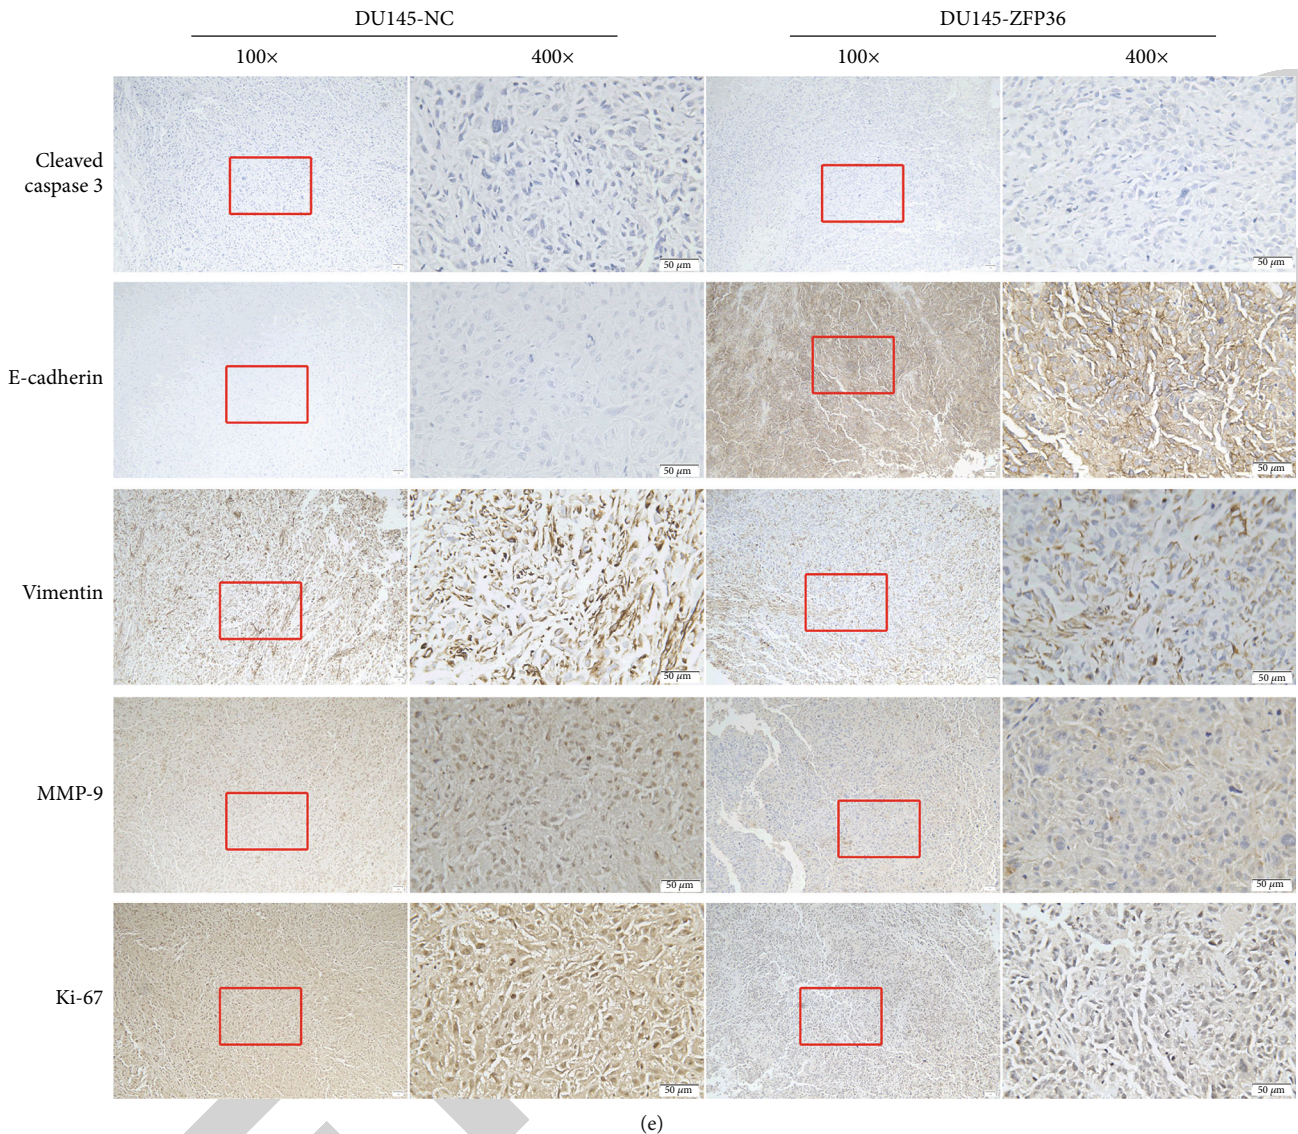 DU145-NC DU145-ZFP36
100× 400× 100× 400×
Cleaved
caspase 3
50 μm 50 μm
E-cadherin
50 μm 50 μm
Vimentin
50 μm 50 μm
MMP-9
50 μm 50 μm
Ki-67
50 μm 50 μm
(e)